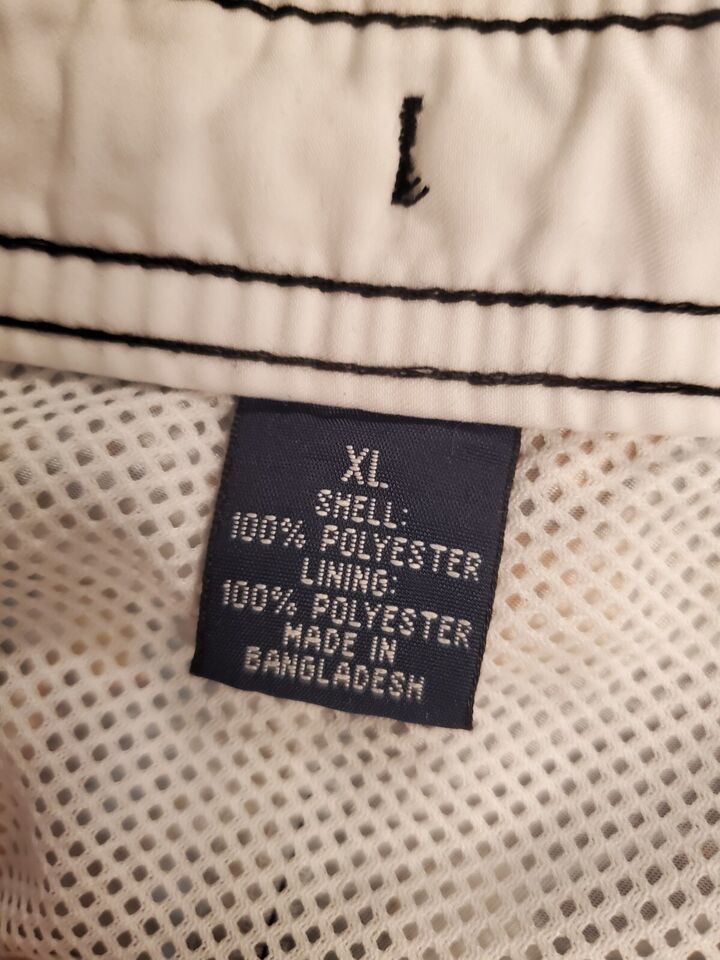 XL
SHELL:
100% POLYESTER
LINING:
100% POLYESTER
MADE IN
BANGLADESH